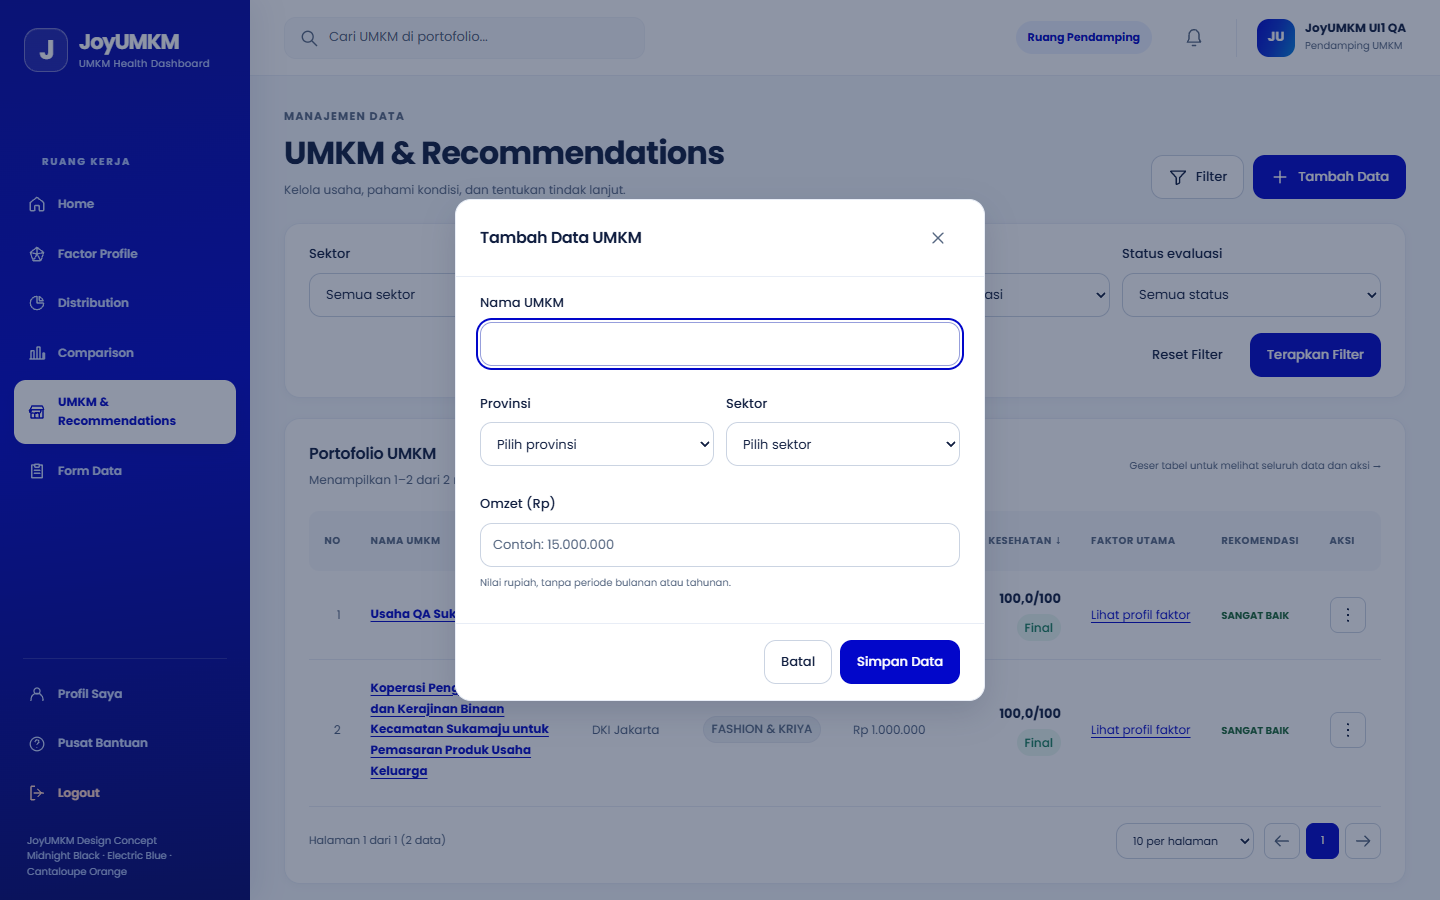 J
JoyUMKM
UMKM Health Dashboard
RUANG KERJA
Home
Factor Profile
Distribution
Comparison
UMKM &
Recommendations
Form Data
Profil Saya
Pusat Bantuan
Logout
JoyUMKM Design Concept
Midnight Black · Electric Blue ·
Cantaloupe Orange
Cari UMKM di portofolio...
Ruang Pendamping
JU
JoyUMKM UI1 QA
Pendamping UMKM
MANAJEMEN DATA
UMKM & Recommendations
Kelola usaha, pahami kondisi, dan tentukan tindak lanjut.
Filter
Tambah Data
Sektor
Status evaluasi
Semua sektor
Semua status
Reset Filter
Terapkan Filter
Portofolio UMKM
Menampilkan 1–2 dari 2
Geser tabel untuk melihat seluruh data dan aksi →
NO
NAMA UMKM
KESEHATAN ↓
FAKTOR UTAMA
REKOMENDASI
AKSI
1
Usaha QA
100,0/100
Final
Lihat profil faktor
SANGAT BAIK
2
Koperasi
dan Kerajinan Binaan
Kecamatan Sukamaju untuk
Pemasaran Produk Usaha
Keluarga
DKI Jakarta
FASHION & KRIYA
Rp 1.000.000
100,0/100
Final
Lihat profil faktor
SANGAT BAIK
Halaman 1 dari 1 (2 data)
10 per halaman
←
1
→
Tambah Data UMKM
Nama UMKM
Provinsi
Sektor
Pilih provinsi
Pilih sektor
Omzet (Rp)
Contoh: 15.000.000
Nilai rupiah, tanpa periode bulanan atau tahunan.
Batal
Simpan Data